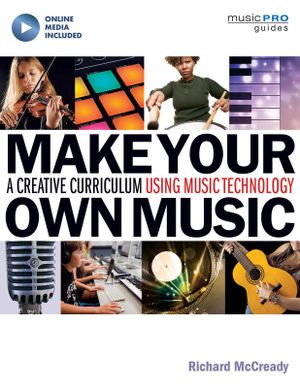 ONLINE
MEDIA
INCLUDED
music PRO
guides
MAKE YOUR
A CREATIVE CURRICULUM USING MUSIC TECHNOLOGY
OWN MUSIC
Richard McCready